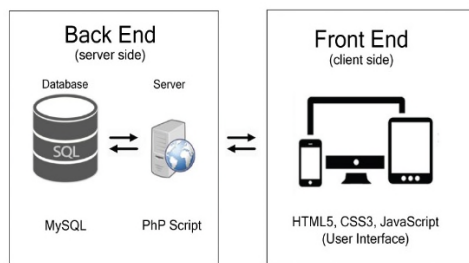 Back End
(server side)
Database
Server
SQL
MySQL
PhP Script
Front End
(client side)
HTML5, CSS3, JavaScript
(User Interface)